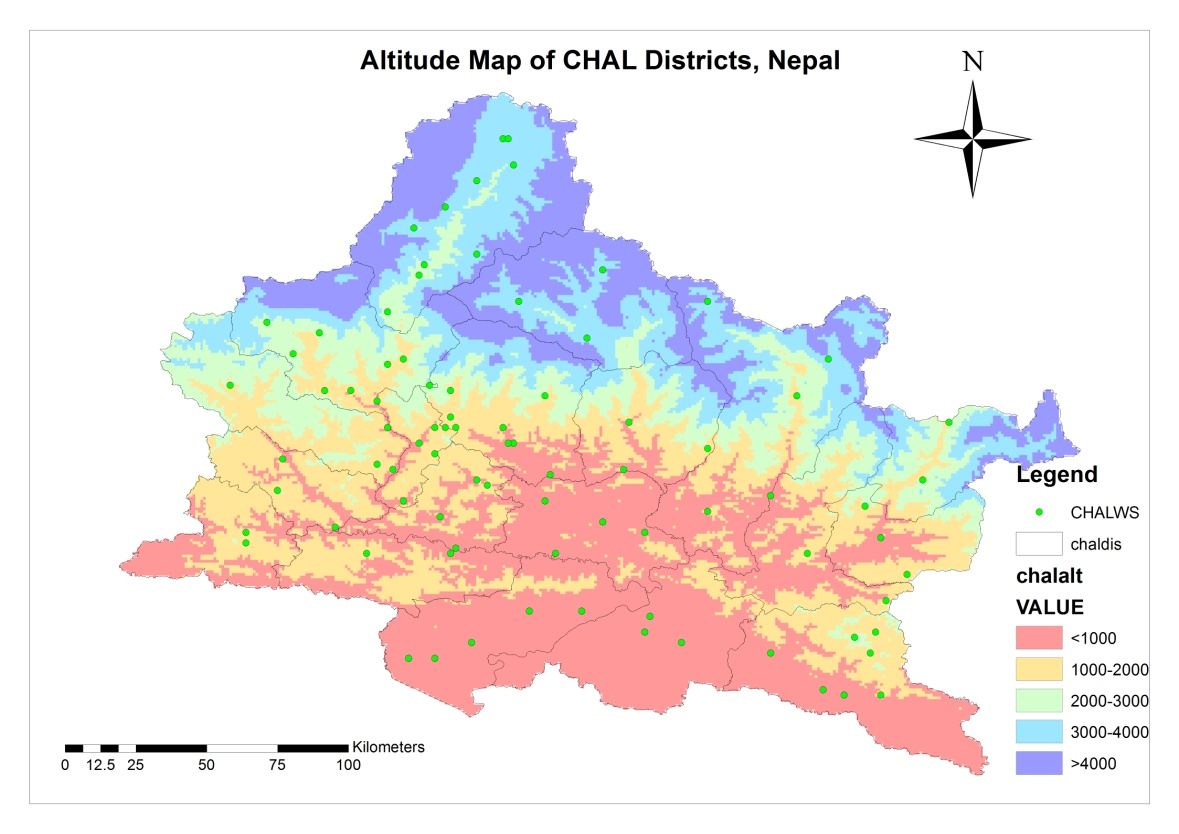 Altitude Map of CHAL Districts, Nepal
N
Legend
CHALWS
chaldis
chalalt
VALUE
<1000
1000-2000
2000-3000
3000-4000
>4000
Kilometers
0 12.5 25 50 75 100